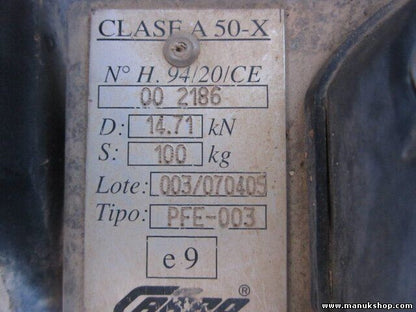 CLASE A 50-X
N° H. 94/20/CE
00 2186
D: 14.71 kN
S: 100 kg
Lote: 003/070405
Tipo: PFE-003
e 9
www.manukshop.com